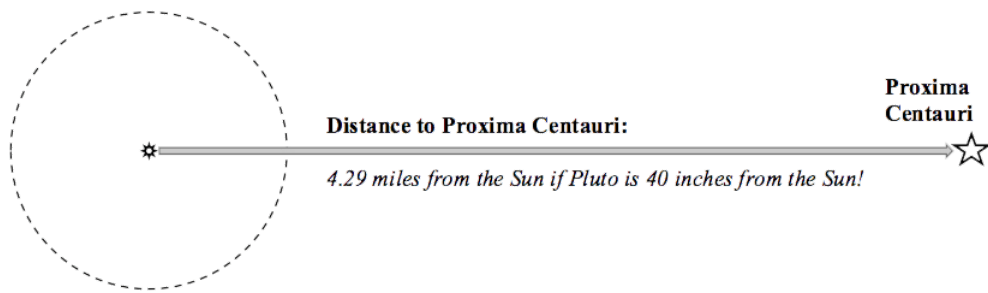 Proxima
Centauri
Distance to Proxima Centauri:
4.29 miles from the Sun if Pluto is 40 inches from the Sun!